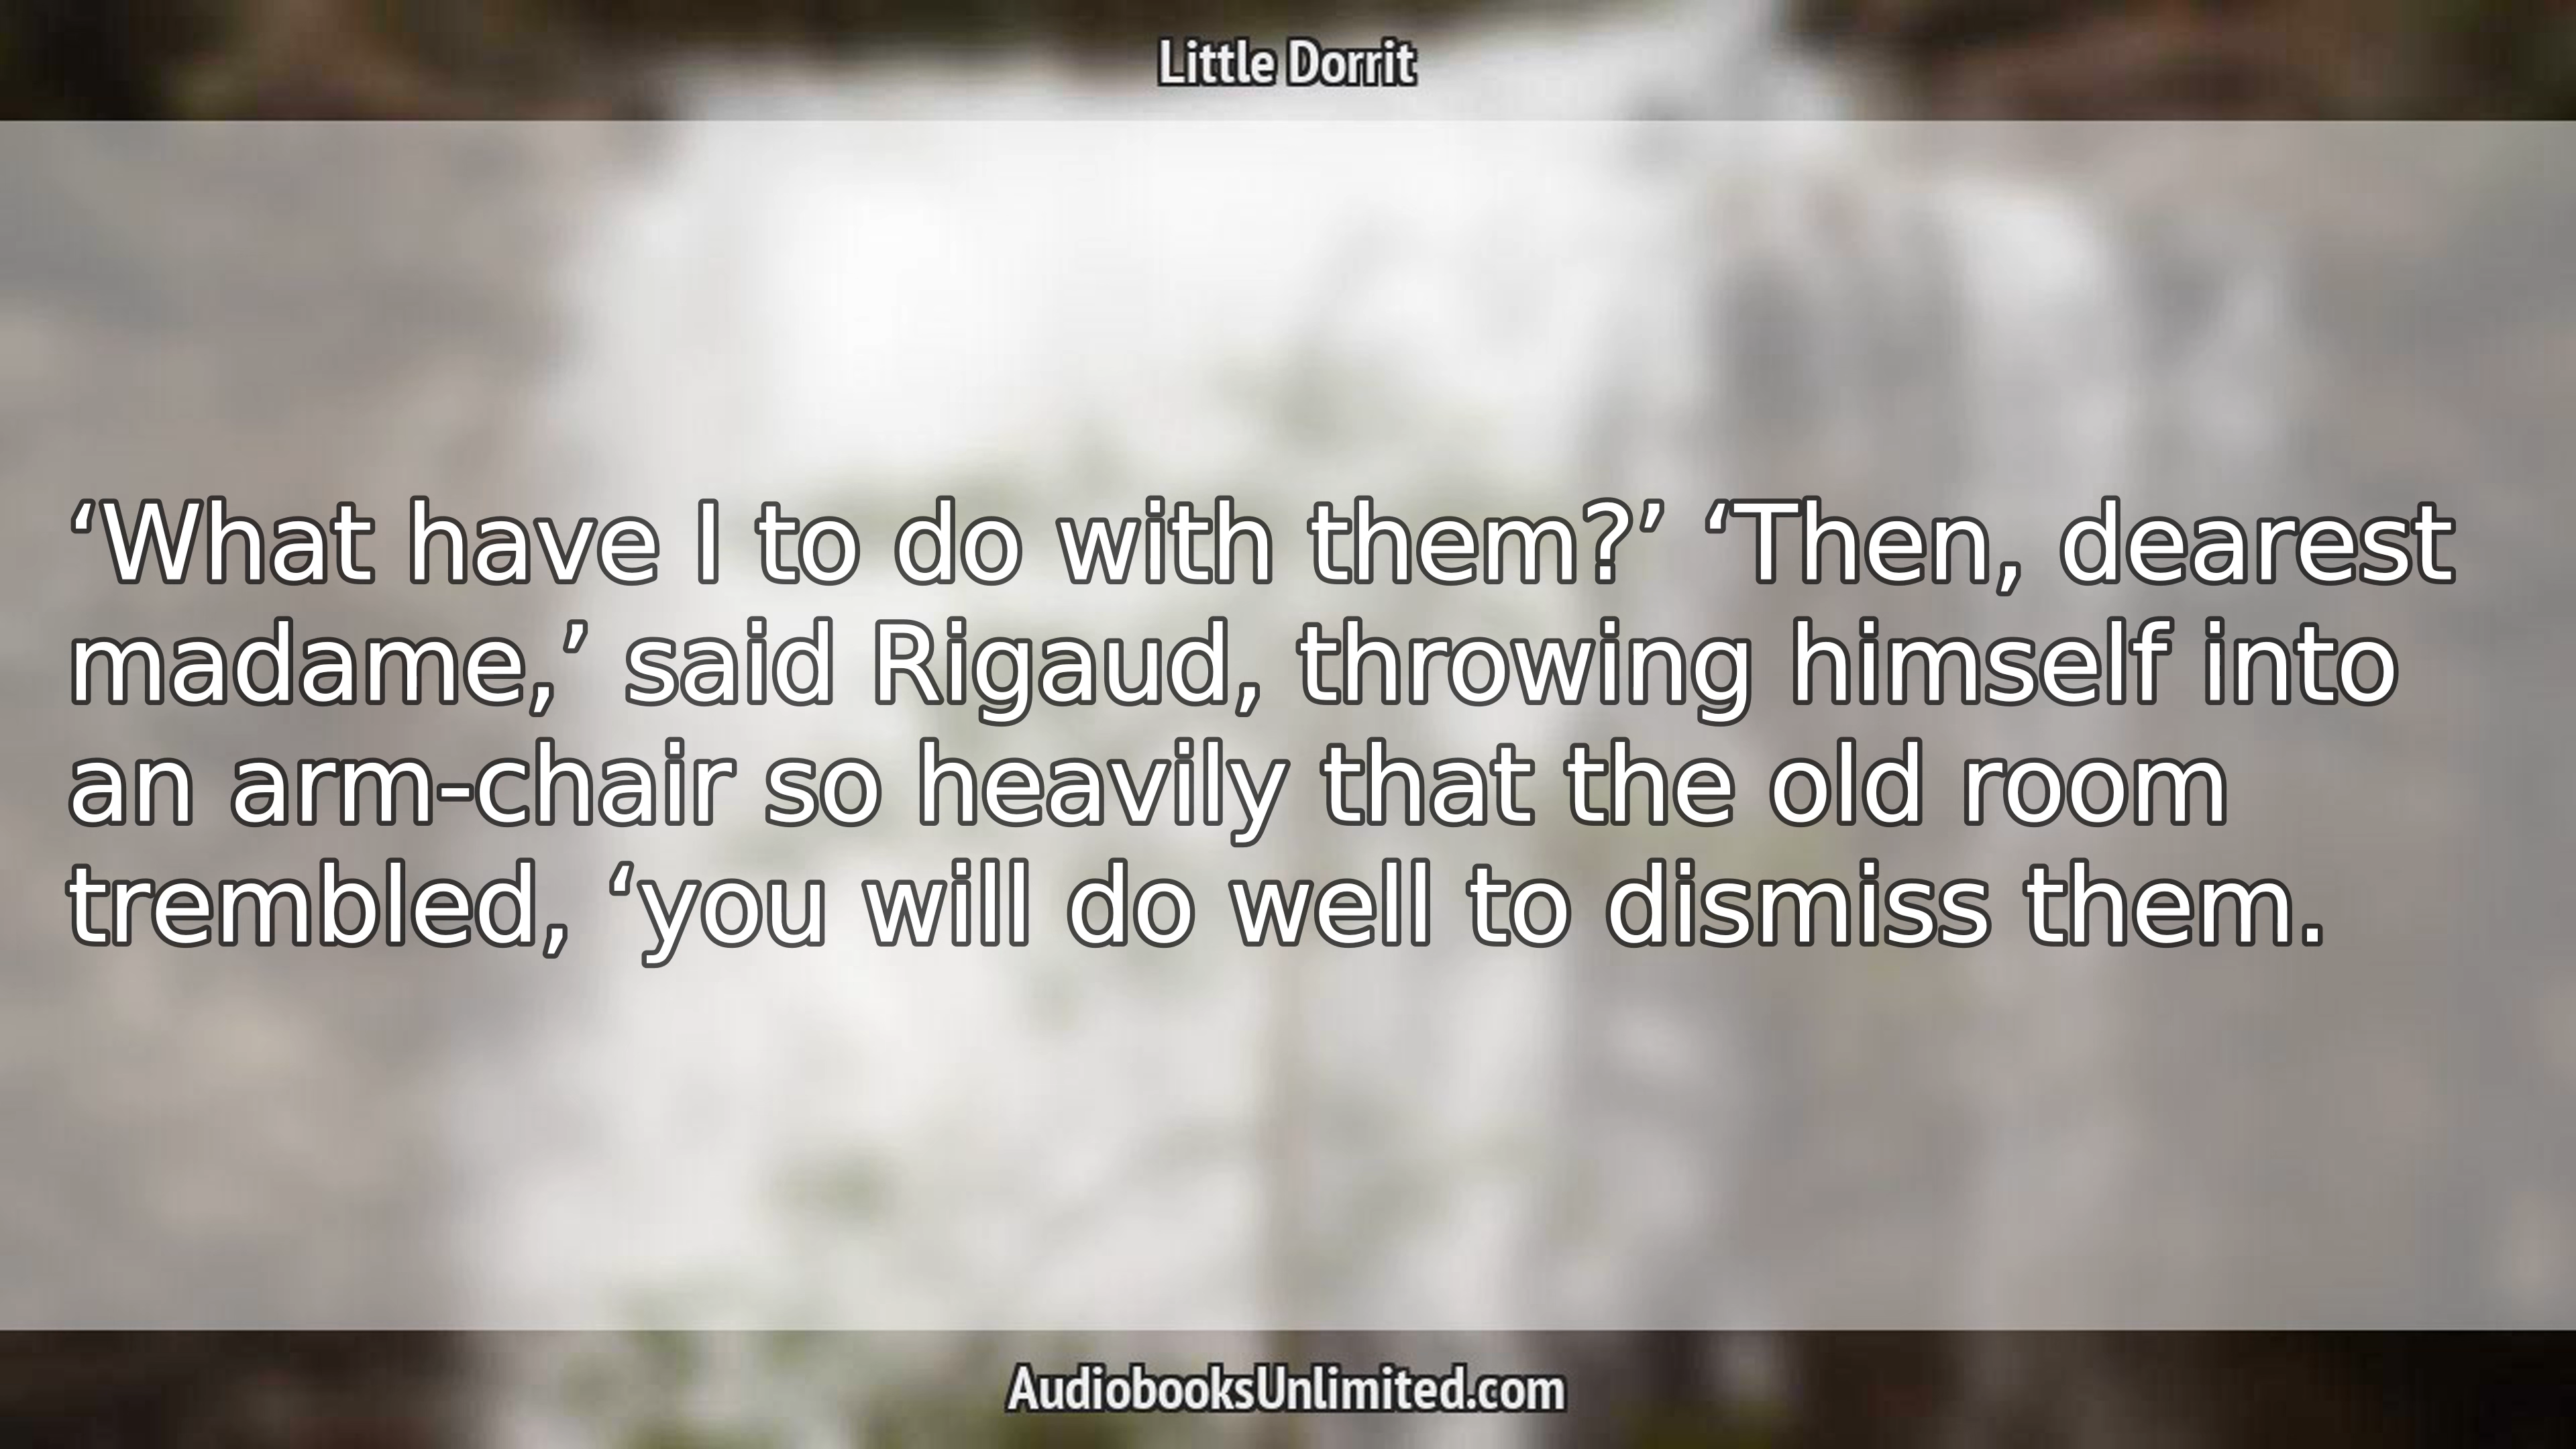 Little Dorrit
‘What have I to do with them?’ ‘Then, dearest
madame,’ said Rigaud, throwing himself into
an arm-chair so heavily that the old room
trembled, ‘you will do well to dismiss them.
AudiobooksUnlimited.com